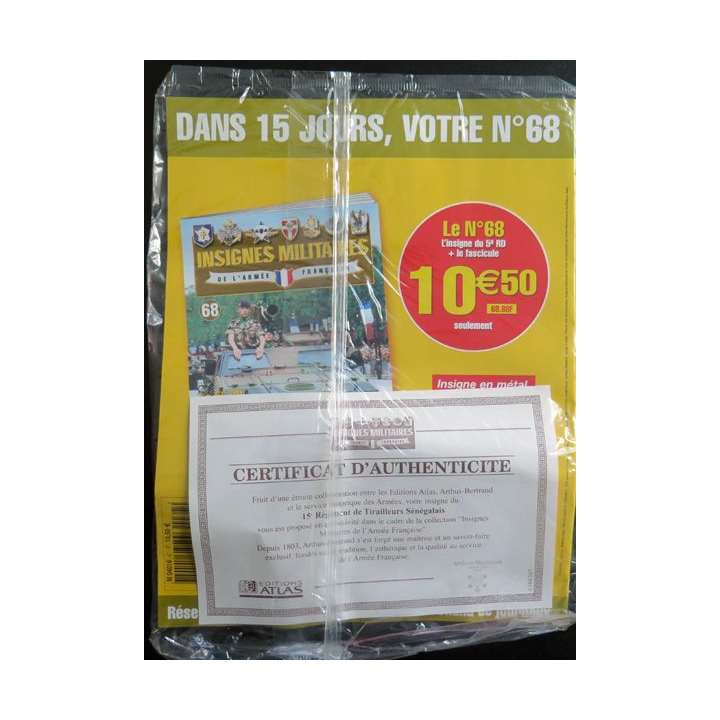 DANS 15 JOURS, VOTRE N°68
INSIGNES MILITAIRES
DE L'ARMÉE FRANÇAISE
68
Le N°68
L'insigne du 5e RD
+ le fascicule
10€50
68.88F
seulement
Insigne en métal
INSIGNES MILITAIRES
CERTIFICAT D'AUTHENTICITE
Fruit d'une étroite collaboration entre les Editions Atlas, Arthus-Bertrand
et le service historique des Armées, votre insigne du
15e Régiment de Tirailleurs Sénégalais
vous est proposé en exclusivité dans le cadre de la collection "Insignes
Militaires de l'Armée Française".
Depuis 1803, Arthus-Bertrand s'est forgé une maîtrise et un savoir-faire
exclusif, fondés sur la tradition, l'esthétique et la qualité au service
de l'Armée Française.
EDITIONS
ATLAS
Arthus-Bertrand
Rése